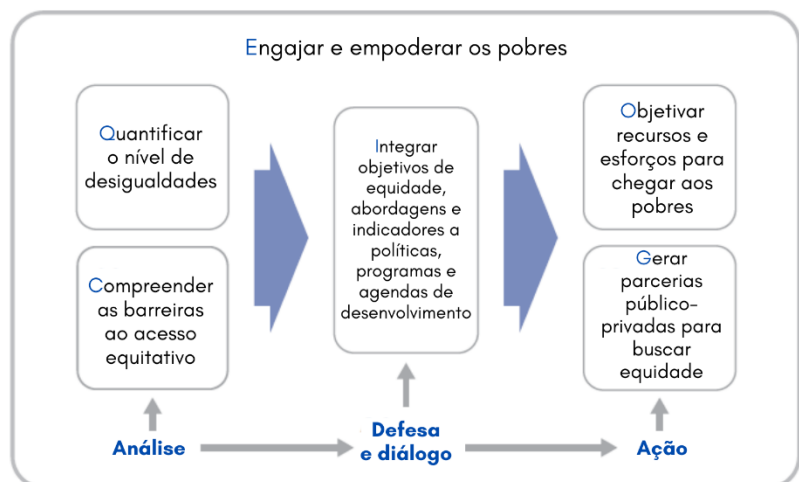 Engajar e empoderar os pobres
Quantificar
o nível de
desigualdades
Compreender
as barreiras
ao acesso
equitativo
Integrar
objetivos de
equidade,
abordagens e
indicadores a
políticas,
programas e
agendas de
desenvolvimento
Objetivar
recursos e
esforços para
chegar aos
pobres
Gerar
parcerias
público-
privadas para
buscar
equidade
Análise
Defesa
e diálogo
Ação